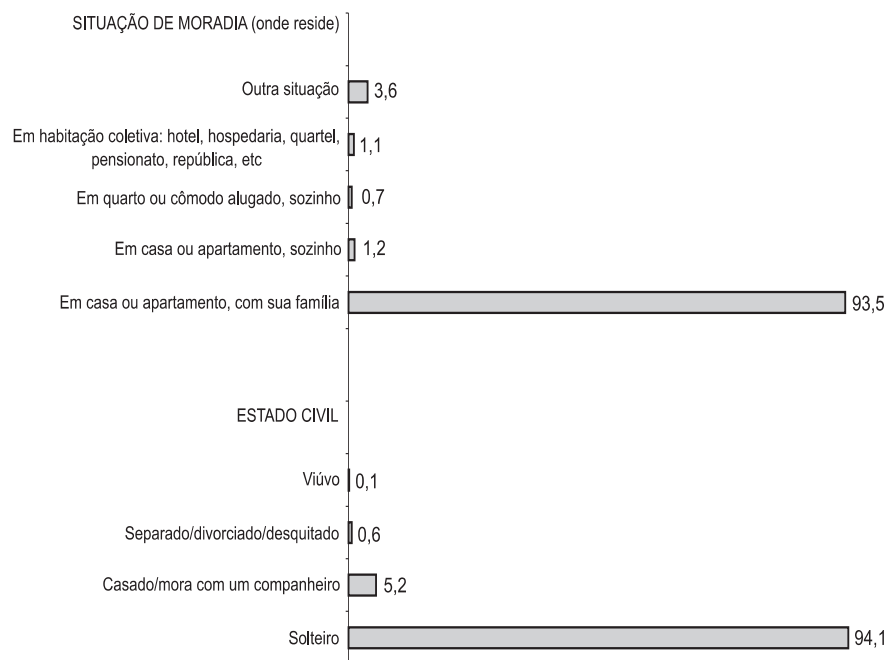 SITUAÇÃO DE MORADIA (onde reside)
Outra situação 3,6
Em habitação coletiva: hotel, hospedaria, quartel,
pensionato, república, etc 1,1
Em quarto ou cômodo alugado, sozinho 0,7
Em casa ou apartamento, sozinho 1,2
Em casa ou apartamento, com sua família 93,5
ESTADO CIVIL
Viúvo 0,1
Separado/divorciado/desquitado 0,6
Casado/mora com um companheiro 5,2
Solteiro 94,1